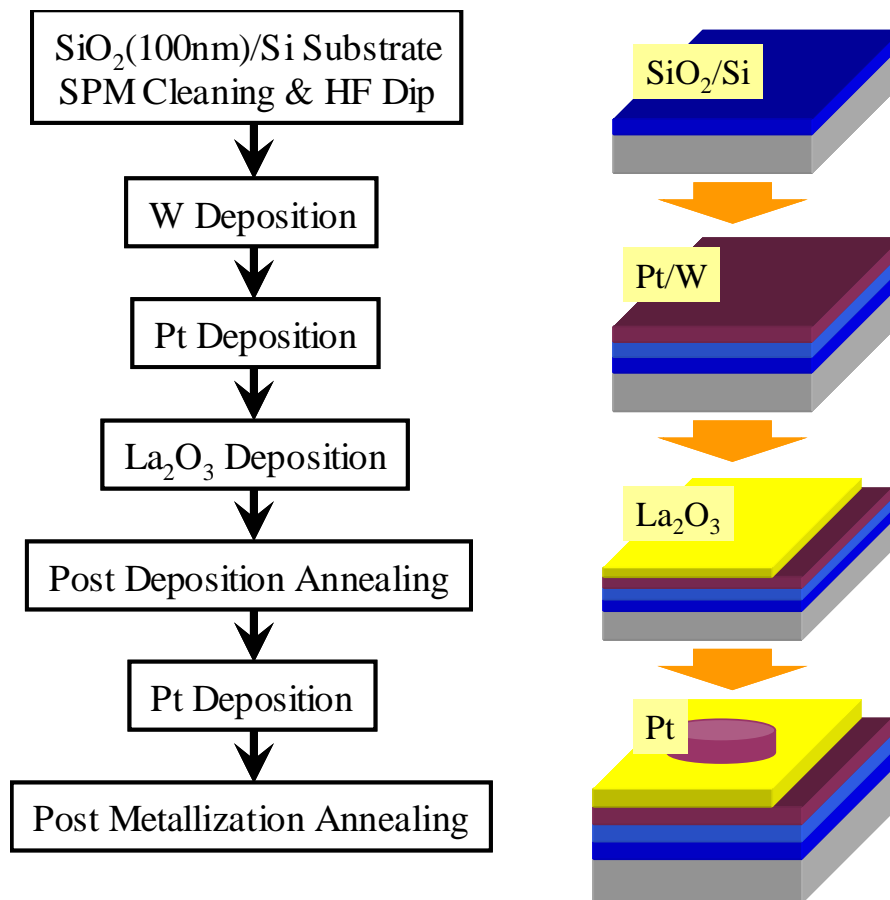 SiO₂(100nm)/Si Substrate
SPM Cleaning & HF Dip
W Deposition
Pt Deposition
La₂O₃ Deposition
Post Deposition Annealing
Pt Deposition
Post Metallization Annealing
SiO₂/Si
Pt/W
La₂O₃
Pt